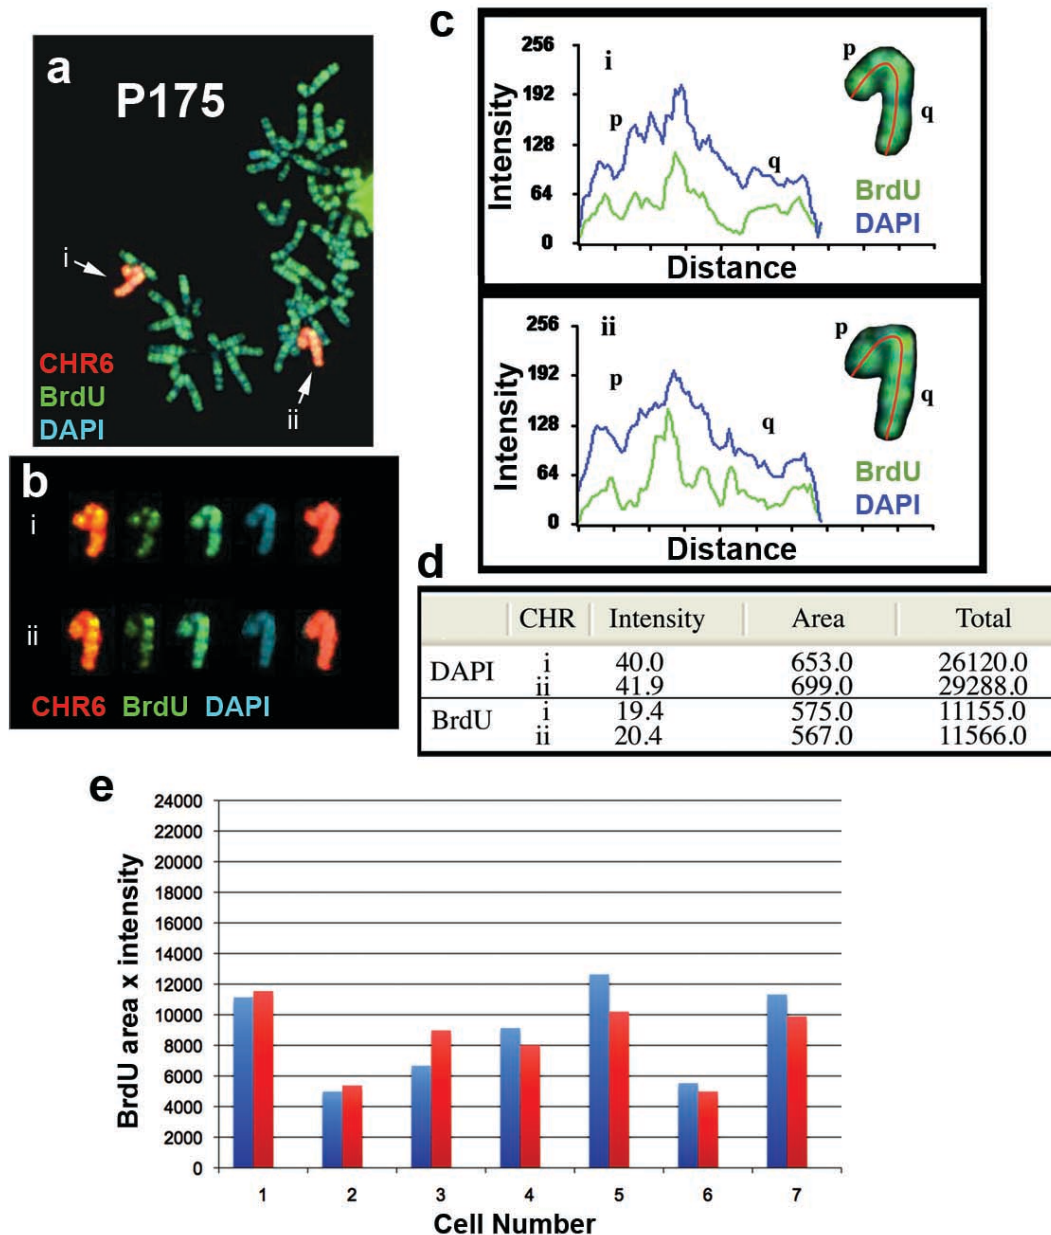 a
P175
i
ii
CHR6
BrdU
DAPI
b
i
ii
CHR6 BrdU DAPI
c
256
192
128
64
0
Intensity
i
p
q
p
q
BrdU
DAPI
Distance
256
192
128
64
0
Intensity
ii
p
q
p
q
BrdU
DAPI
Distance
d
CHR Intensity Area Total
DAPI i 40.0 653.0 26120.0
ii 41.9 699.0 29288.0
BrdU i 19.4 575.0 11155.0
ii 20.4 567.0 11566.0
e
BrdU area x intensity
24000
22000
20000
18000
16000
14000
12000
10000
8000
6000
4000
2000
0
1 2 3 4 5 6 7
Cell Number